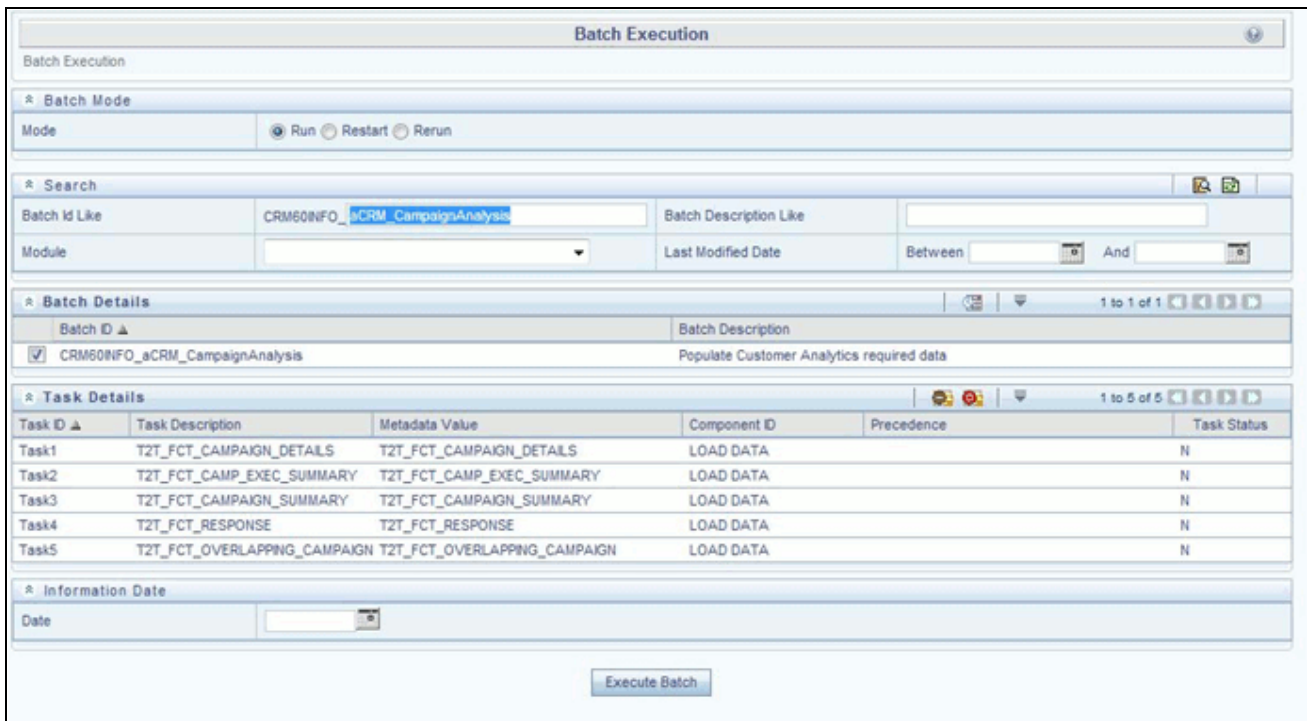 Batch Execution
Batch Execution
Batch Mode
Mode Run Restart Rerun
Search
Batch Id Like CRM60INFO_ aCRM_CampaignAnalysis Batch Description Like
Module Last Modified Date Between And
Batch Details 1 to 1 of 1
Batch ID Batch Description
CRM60INFO_aCRM_CampaignAnalysis Populate Customer Analytics required data
Task Details 1 to 5 of 5
Task ID Task Description Metadata Value Component ID Precedence Task Status
Task1 T2T_FCT_CAMPAIGN_DETAILS T2T_FCT_CAMPAIGN_DETAILS LOAD DATA N
Task2 T2T_FCT_CAMP_EXEC_SUMMARY T2T_FCT_CAMP_EXEC_SUMMARY LOAD DATA N
Task3 T2T_FCT_CAMPAIGN_SUMMARY T2T_FCT_CAMPAIGN_SUMMARY LOAD DATA N
Task4 T2T_FCT_RESPONSE T2T_FCT_RESPONSE LOAD DATA N
Task5 T2T_FCT_OVERLAPPING_CAMPAIGN T2T_FCT_OVERLAPPING_CAMPAIGN LOAD DATA N
Information Date
Date
Execute Batch